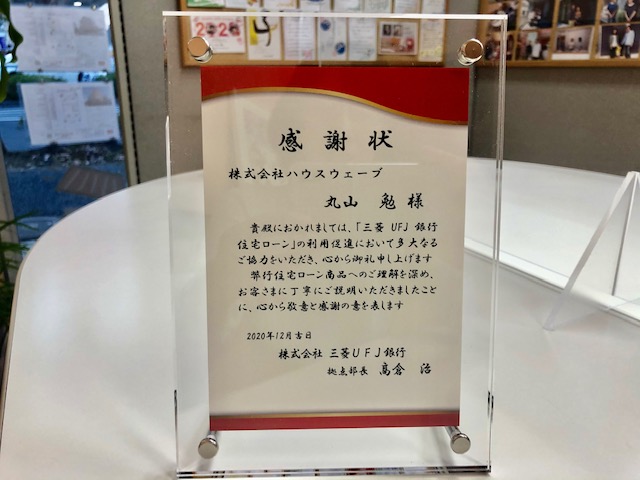 2020
感謝状
株式会社ハウスウェーブ
丸山 勉 様
貴殿におかれましては、「三菱 UFJ 銀行
住宅ローン」の利用促進において多大なる
ご協力をいただき、心から御礼申し上げます
弊行住宅ローン商品へのご理解を深め、
お客さまに丁寧にご説明いただきましたこと
に、心から敬意と感謝の意を表します
2020年12月吉日
株式会社 三菱UFJ銀行
拠点部長 高倉 治